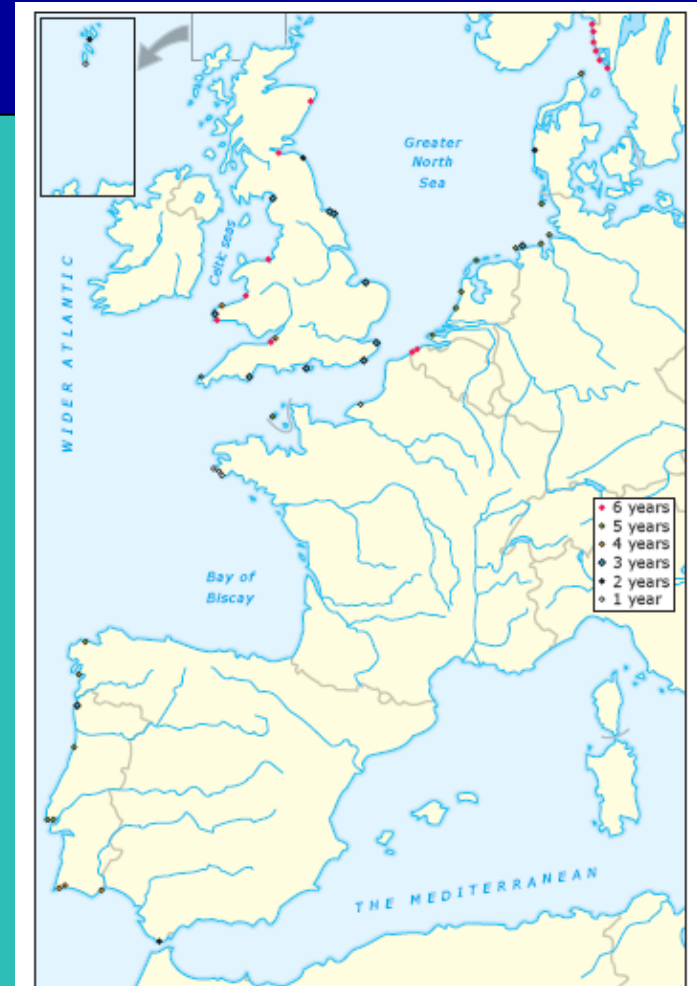 Greater
North
Sea
Celtic seas
WIDER ATLANTIC
6 years
5 years
4 years
3 years
2 years
1 year
Bay of
Biscay
THE MEDITERRANEAN